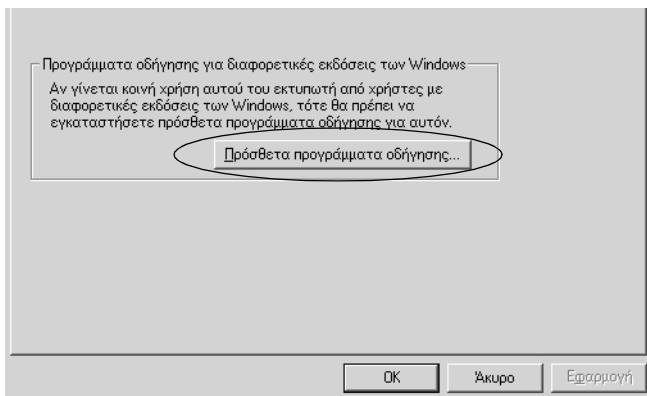 Προγράμματα οδήγησης για διαφορετικές εκδόσεις των Windows
Αν γίνεται κοινή χρήση αυτού του εκτυπωτή από χρήστες με
διαφορετικές εκδόσεις των Windows, τότε θα πρέπει να
εγκαταστήσετε πρόσθετα προγράμματα οδήγησης για αυτόν.
Πρόσθετα προγράμματα οδήγησης...
OK Άκυρο Εφαρμογή